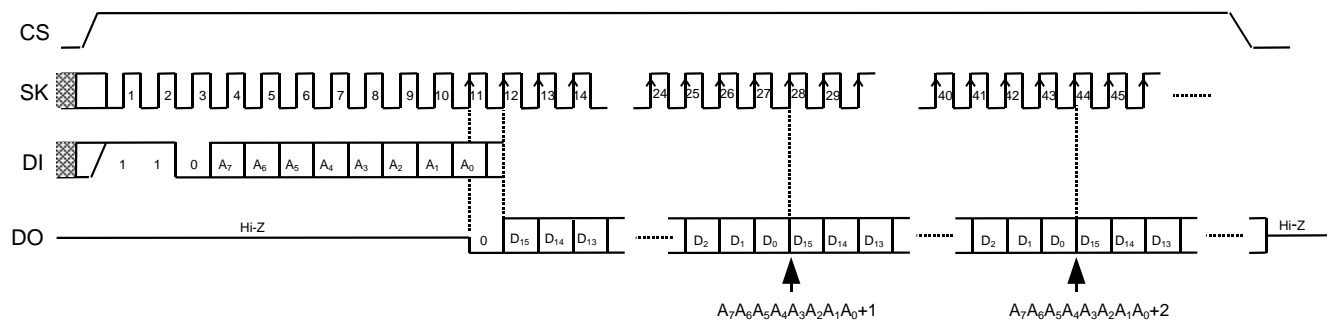 CS
SK 1 2 3 4 5 6 7 8 9 10 11 12 13 14 24 25 26 27 28 29 40 41 42 43 44 45
DI 1 1 0 A7 A6 A5 A4 A3 A2 A1 A0
Hi-Z Hi-Z
DO 0 D15 D14 D13 D2 D1 D0 D15 D14 D13 D2 D1 D0 D15 D14 D13
A7A6A5A4A3A2A1A0+1 A7A6A5A4A3A2A1A0+2